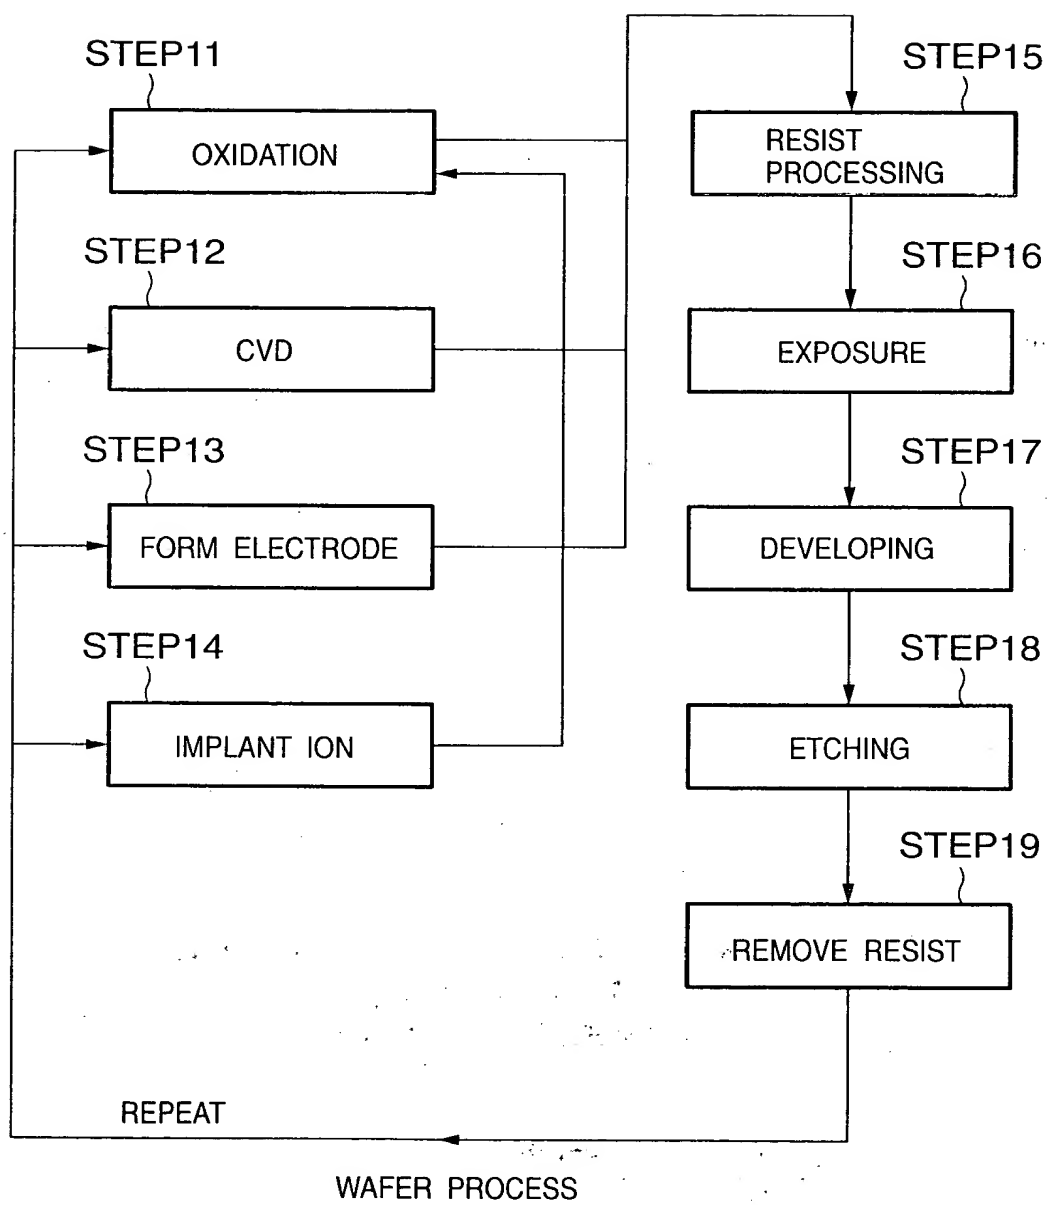 STEP11
OXIDATION
STEP12
CVD
STEP13
FORM ELECTRODE
STEP14
IMPLANT ION
STEP15
RESIST
PROCESSING
STEP16
EXPOSURE
STEP17
DEVELOPING
STEP18
ETCHING
STEP19
REMOVE RESIST
REPEAT
WAFER PROCESS